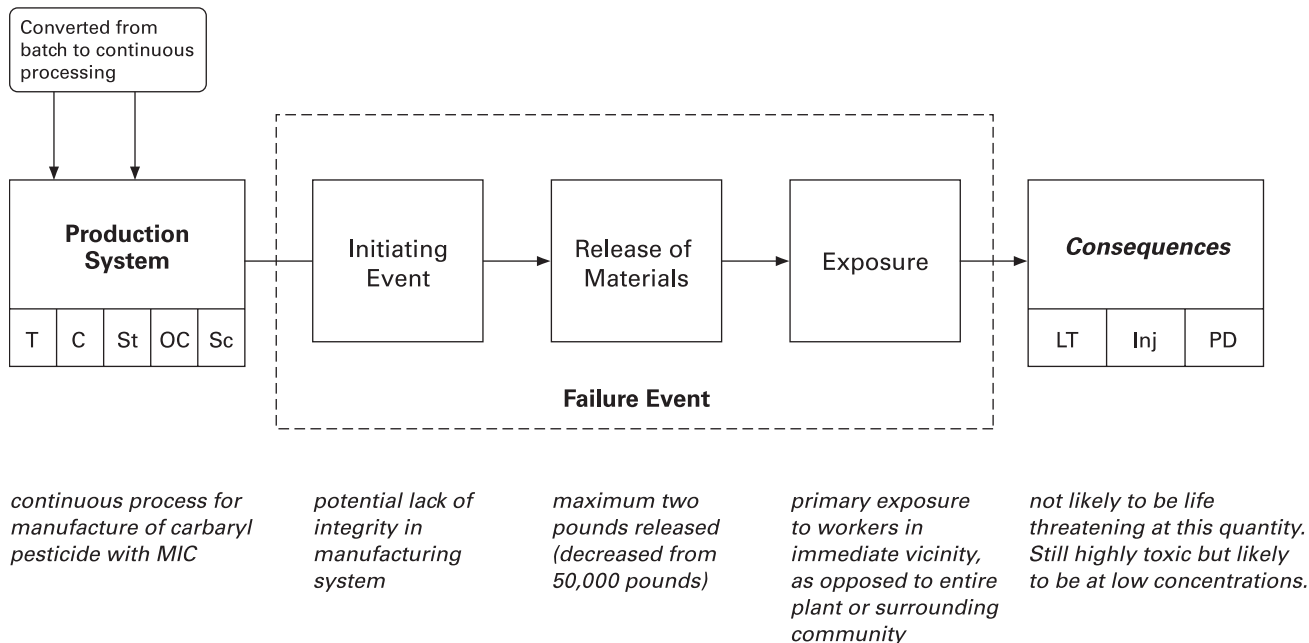 Converted from
batch to continuous
processing
Production
System
T C St OC Sc
Initiating
Event
Release of
Materials
Exposure
Consequences
LT Inj PD
Failure Event
continuous process for
manufacture of carbaryl
pesticide with MIC
potential lack of
integrity in
manufacturing
system
maximum two
pounds released
(decreased from
50,000 pounds)
primary exposure
to workers in
immediate vicinity,
as opposed to entire
plant or surrounding
community
not likely to be life
threatening at this quantity.
Still highly toxic but likely
to be at low concentrations.